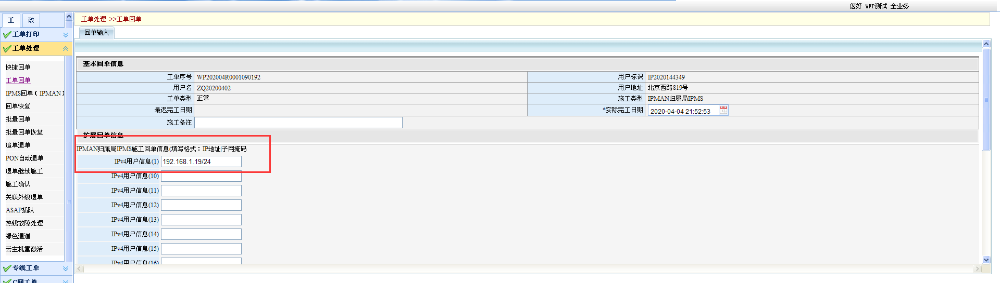 您好 WFP测试 全业务
工 政
工单打印
工单处理
快捷回单
工单回单
IPMS回单（IPMAN）
回单恢复
批量回单
批量回单恢复
追单退单
PON自动退单
退单继续施工
施工确认
关联外线退单
ASAP插队
热线故障处理
绿色通道
云主机重激活
专线工单
C网工单
工单处理 >>工单回单
回单输入
基本回单信息
工单序号 WP202004R0001090192 用户标识 IP2020144349
用户名 ZQ20200402 用户地址 北京西路819号
工单类型 正常 施工类型 IPMAN归属局IPMS
最迟完工日期 *实际完工日期 2020-04-04 21:52:53
施工备注
扩展回单信息
IPMAN归属局IPMS施工回单信息(填写格式：IP地址|子网掩码
IPv4用户信息(1) 192.168.1.19/24
IPv4用户信息(10)
IPv4用户信息(11)
IPv4用户信息(12)
IPv4用户信息(13)
IPv4用户信息(14)
IPv4用户信息(15)
IPv4用户信息(16)